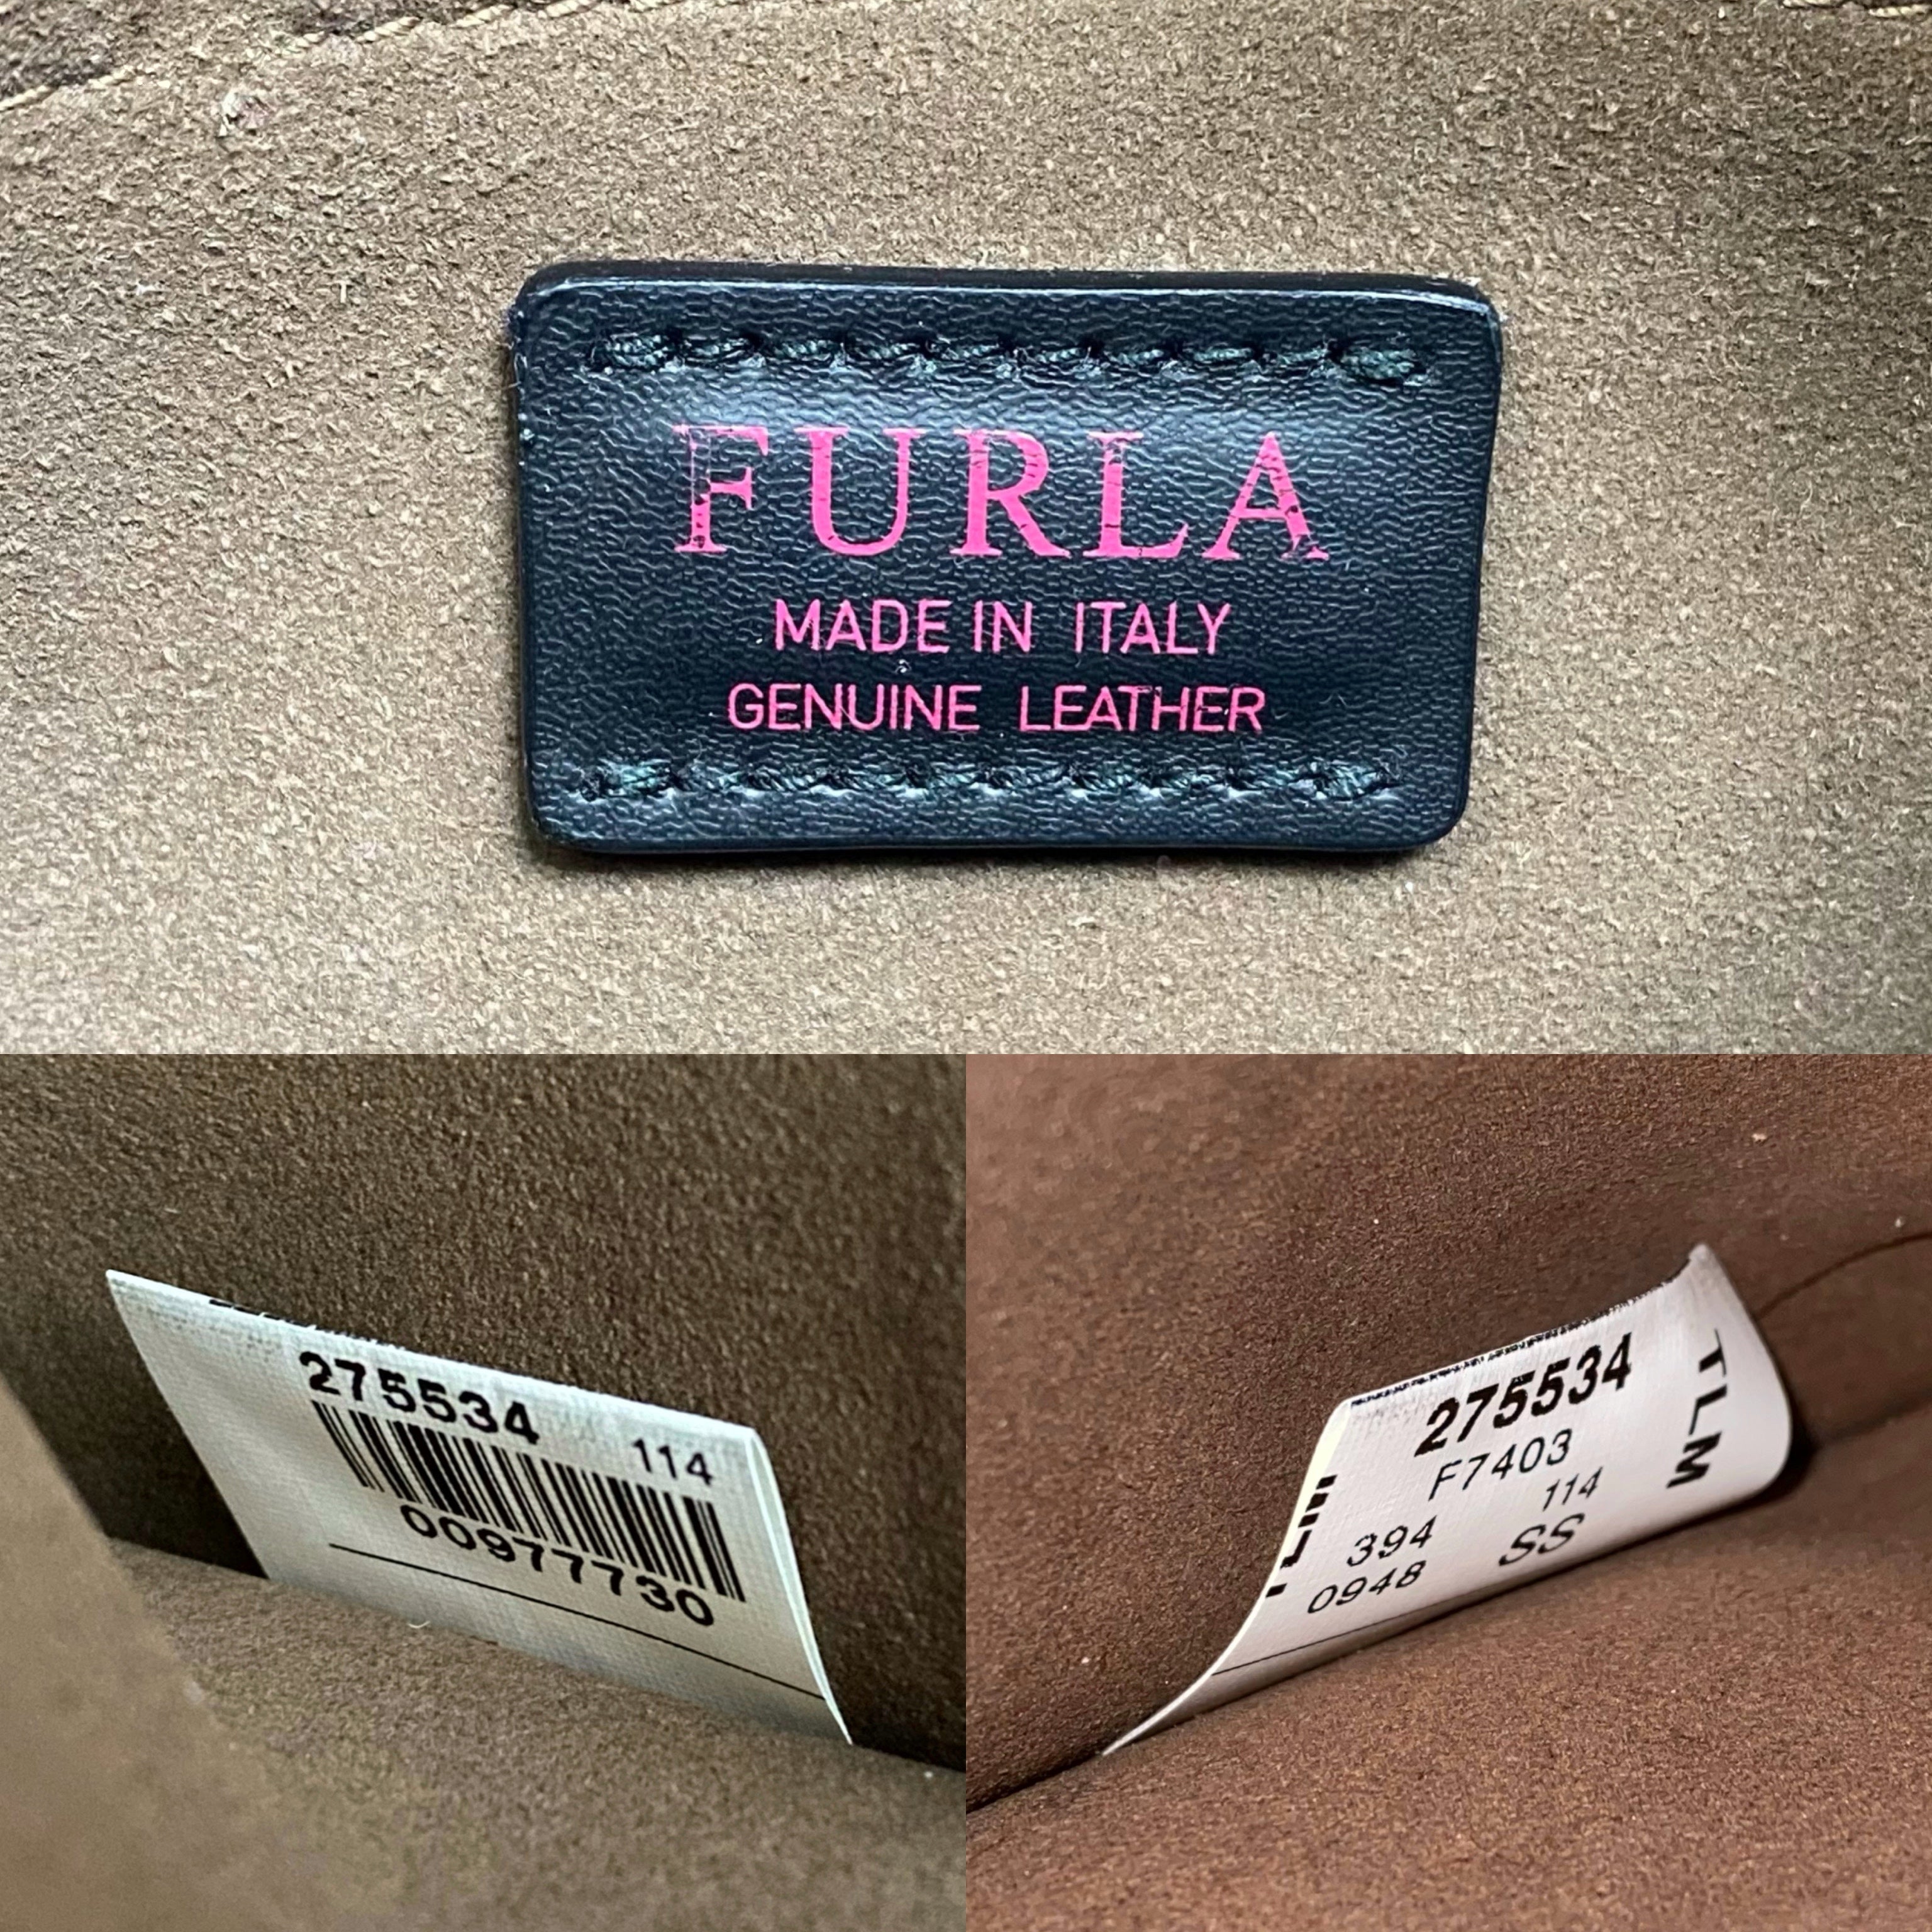 FURLA
MADE IN ITALY
GENUINE LEATHER
275534
114
00977730
275534
F7403
114
394
SS
0948
TLM